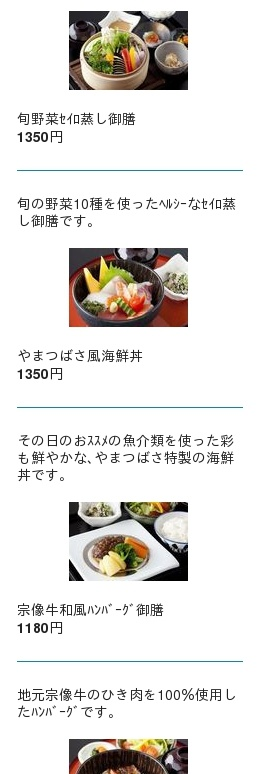 旬野菜ｾｲﾛ蒸し御膳
1350円
旬の野菜10種を使ったﾍﾙｼｰなｾｲﾛ蒸
し御膳です。
やまつばさ風海鮮丼
1350円
その日のおｽｽﾒの魚介類を使った彩
も鮮やかな､やまつばさ特製の海鮮
丼です。
宗像牛和風ﾊﾝﾊﾞｰｸﾞ御膳
1180円
地元宗像牛のひき肉を100%使用し
たﾊﾝﾊﾞｰｸﾞです。